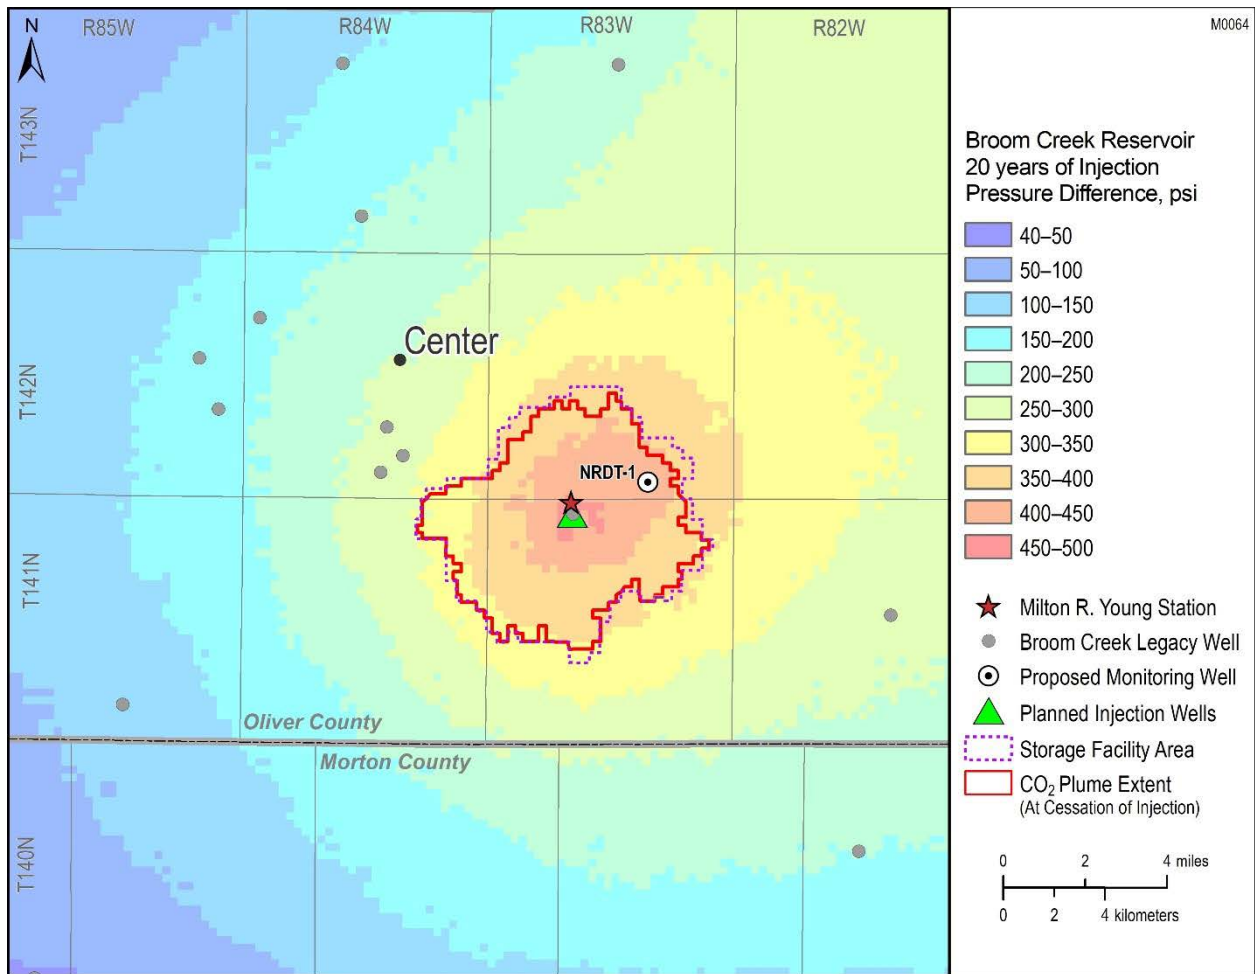 N
R85W
R84W
R83W
R82W
M0064
T143N
T142N
T141N
T140N
Center
NRDT-1
Oliver County
Morton County
Broom Creek Reservoir
20 years of Injection
Pressure Difference, psi
40–50
50–100
100–150
150–200
200–250
250–300
300–350
350–400
400–450
450–500
Milton R. Young Station
Broom Creek Legacy Well
Proposed Monitoring Well
Planned Injection Wells
Storage Facility Area
CO₂ Plume Extent
(At Cessation of Injection)
0 2 4 miles
0 2 4 kilometers